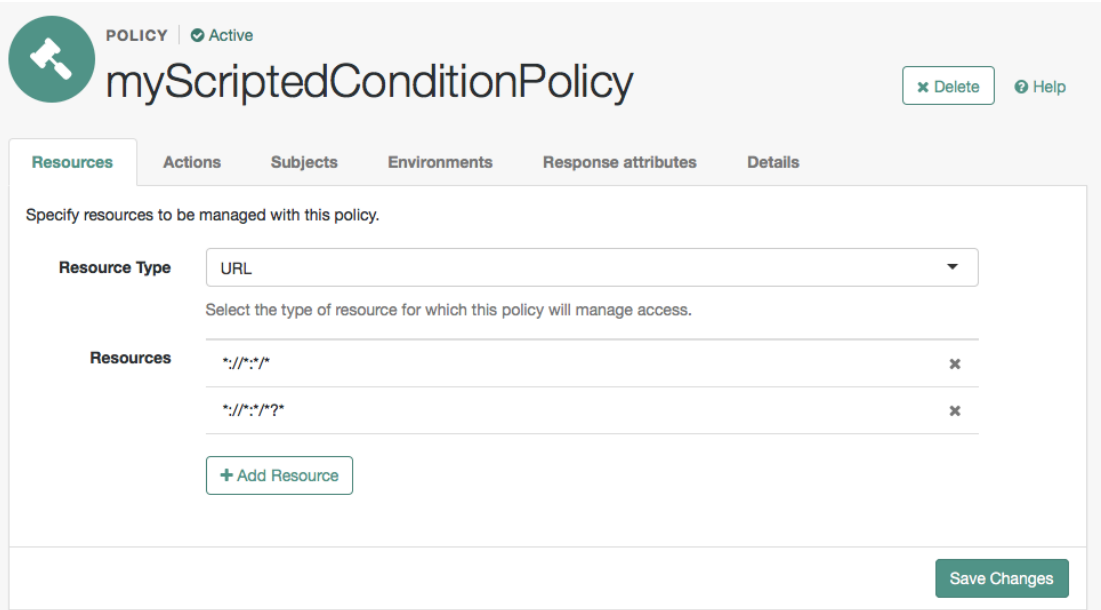 POLICY Active
myScriptedConditionPolicy
Delete Help
Resources Actions Subjects Environments Response attributes Details
Specify resources to be managed with this policy.
Resource Type URL
Select the type of resource for which this policy will manage access.
Resources *://*:*/*
*://*:*/*?*
+ Add Resource
Save Changes